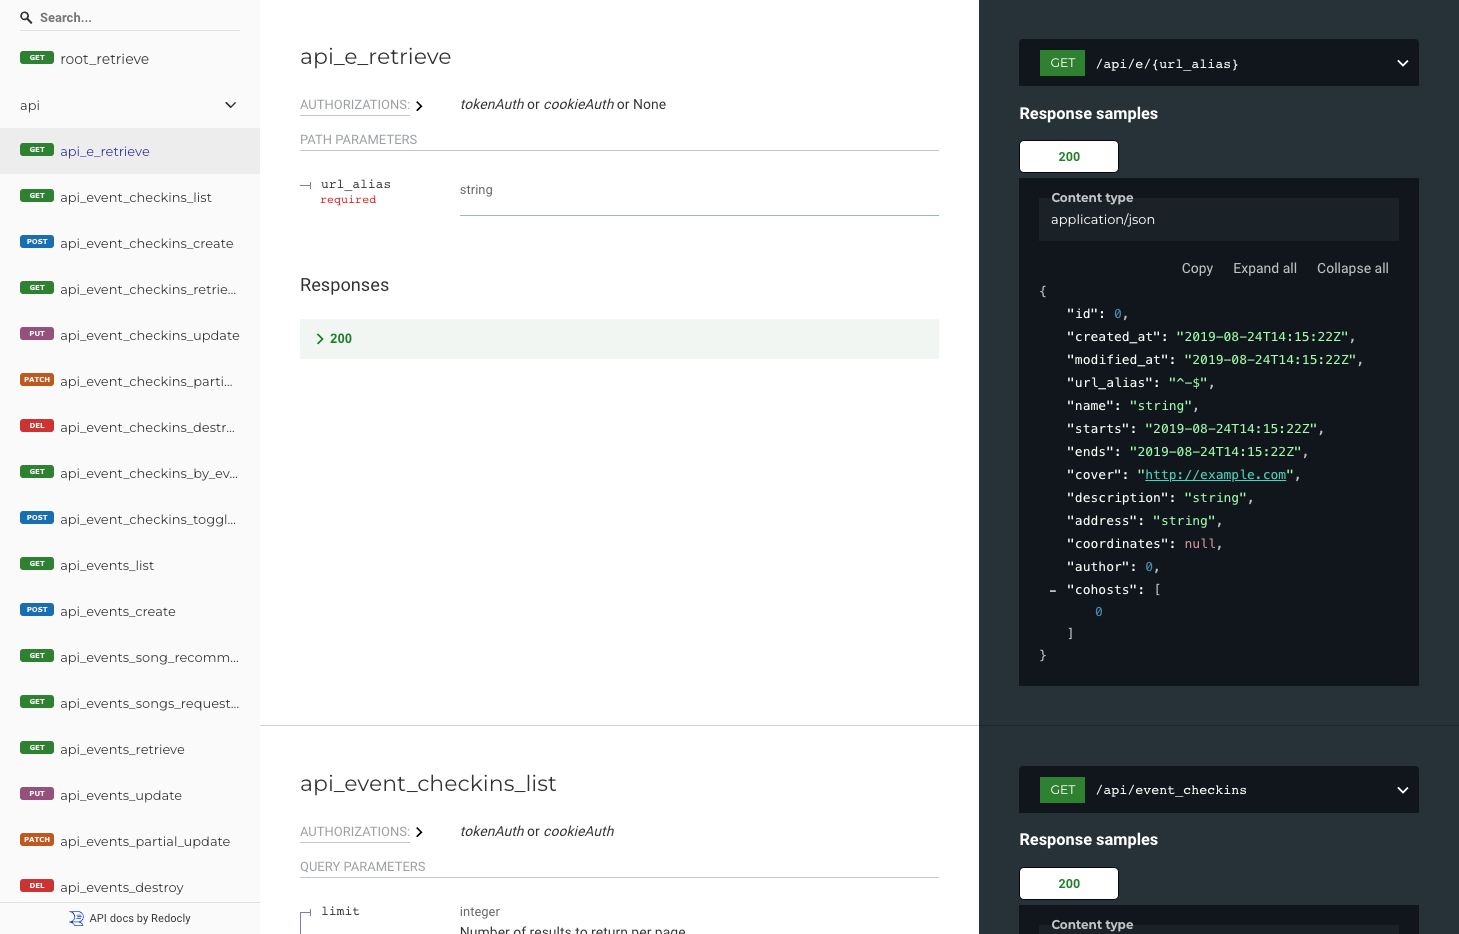 Search...
GET root_retrieve
api
GET api_e_retrieve
GET api_event_checkins_list
POST api_event_checkins_create
GET api_event_checkins_retrie...
PUT api_event_checkins_update
PATCH api_event_checkins_parti...
DEL api_event_checkins_destr...
GET api_event_checkins_by_ev...
POST api_event_checkins_toggl...
GET api_events_list
POST api_events_create
GET api_events_song_recomm...
GET api_events_songs_request...
GET api_events_retrieve
PUT api_events_update
PATCH api_events_partial_update
DEL api_events_destroy
API docs by Redocly
api_e_retrieve
AUTHORIZATIONS: tokenAuth or cookieAuth or None
PATH PARAMETERS
url_alias string
required
Responses
200
GET /api/e/{url_alias}
Response samples
200
Content type
application/json
Copy Expand all Collapse all
{
"id": 0,
"created_at": "2019-08-24T14:15:22Z",
"modified_at": "2019-08-24T14:15:22Z",
"url_alias": "^-$",
"name": "string",
"starts": "2019-08-24T14:15:22Z",
"ends": "2019-08-24T14:15:22Z",
"cover": "http://example.com",
"description": "string",
"address": "string",
"coordinates": null,
"author": 0,
- "cohosts": [
0
]
}
api_event_checkins_list
AUTHORIZATIONS: tokenAuth or cookieAuth
QUERY PARAMETERS
limit integer
Number of results to return per page
GET /api/event_checkins
Response samples
200
Content type